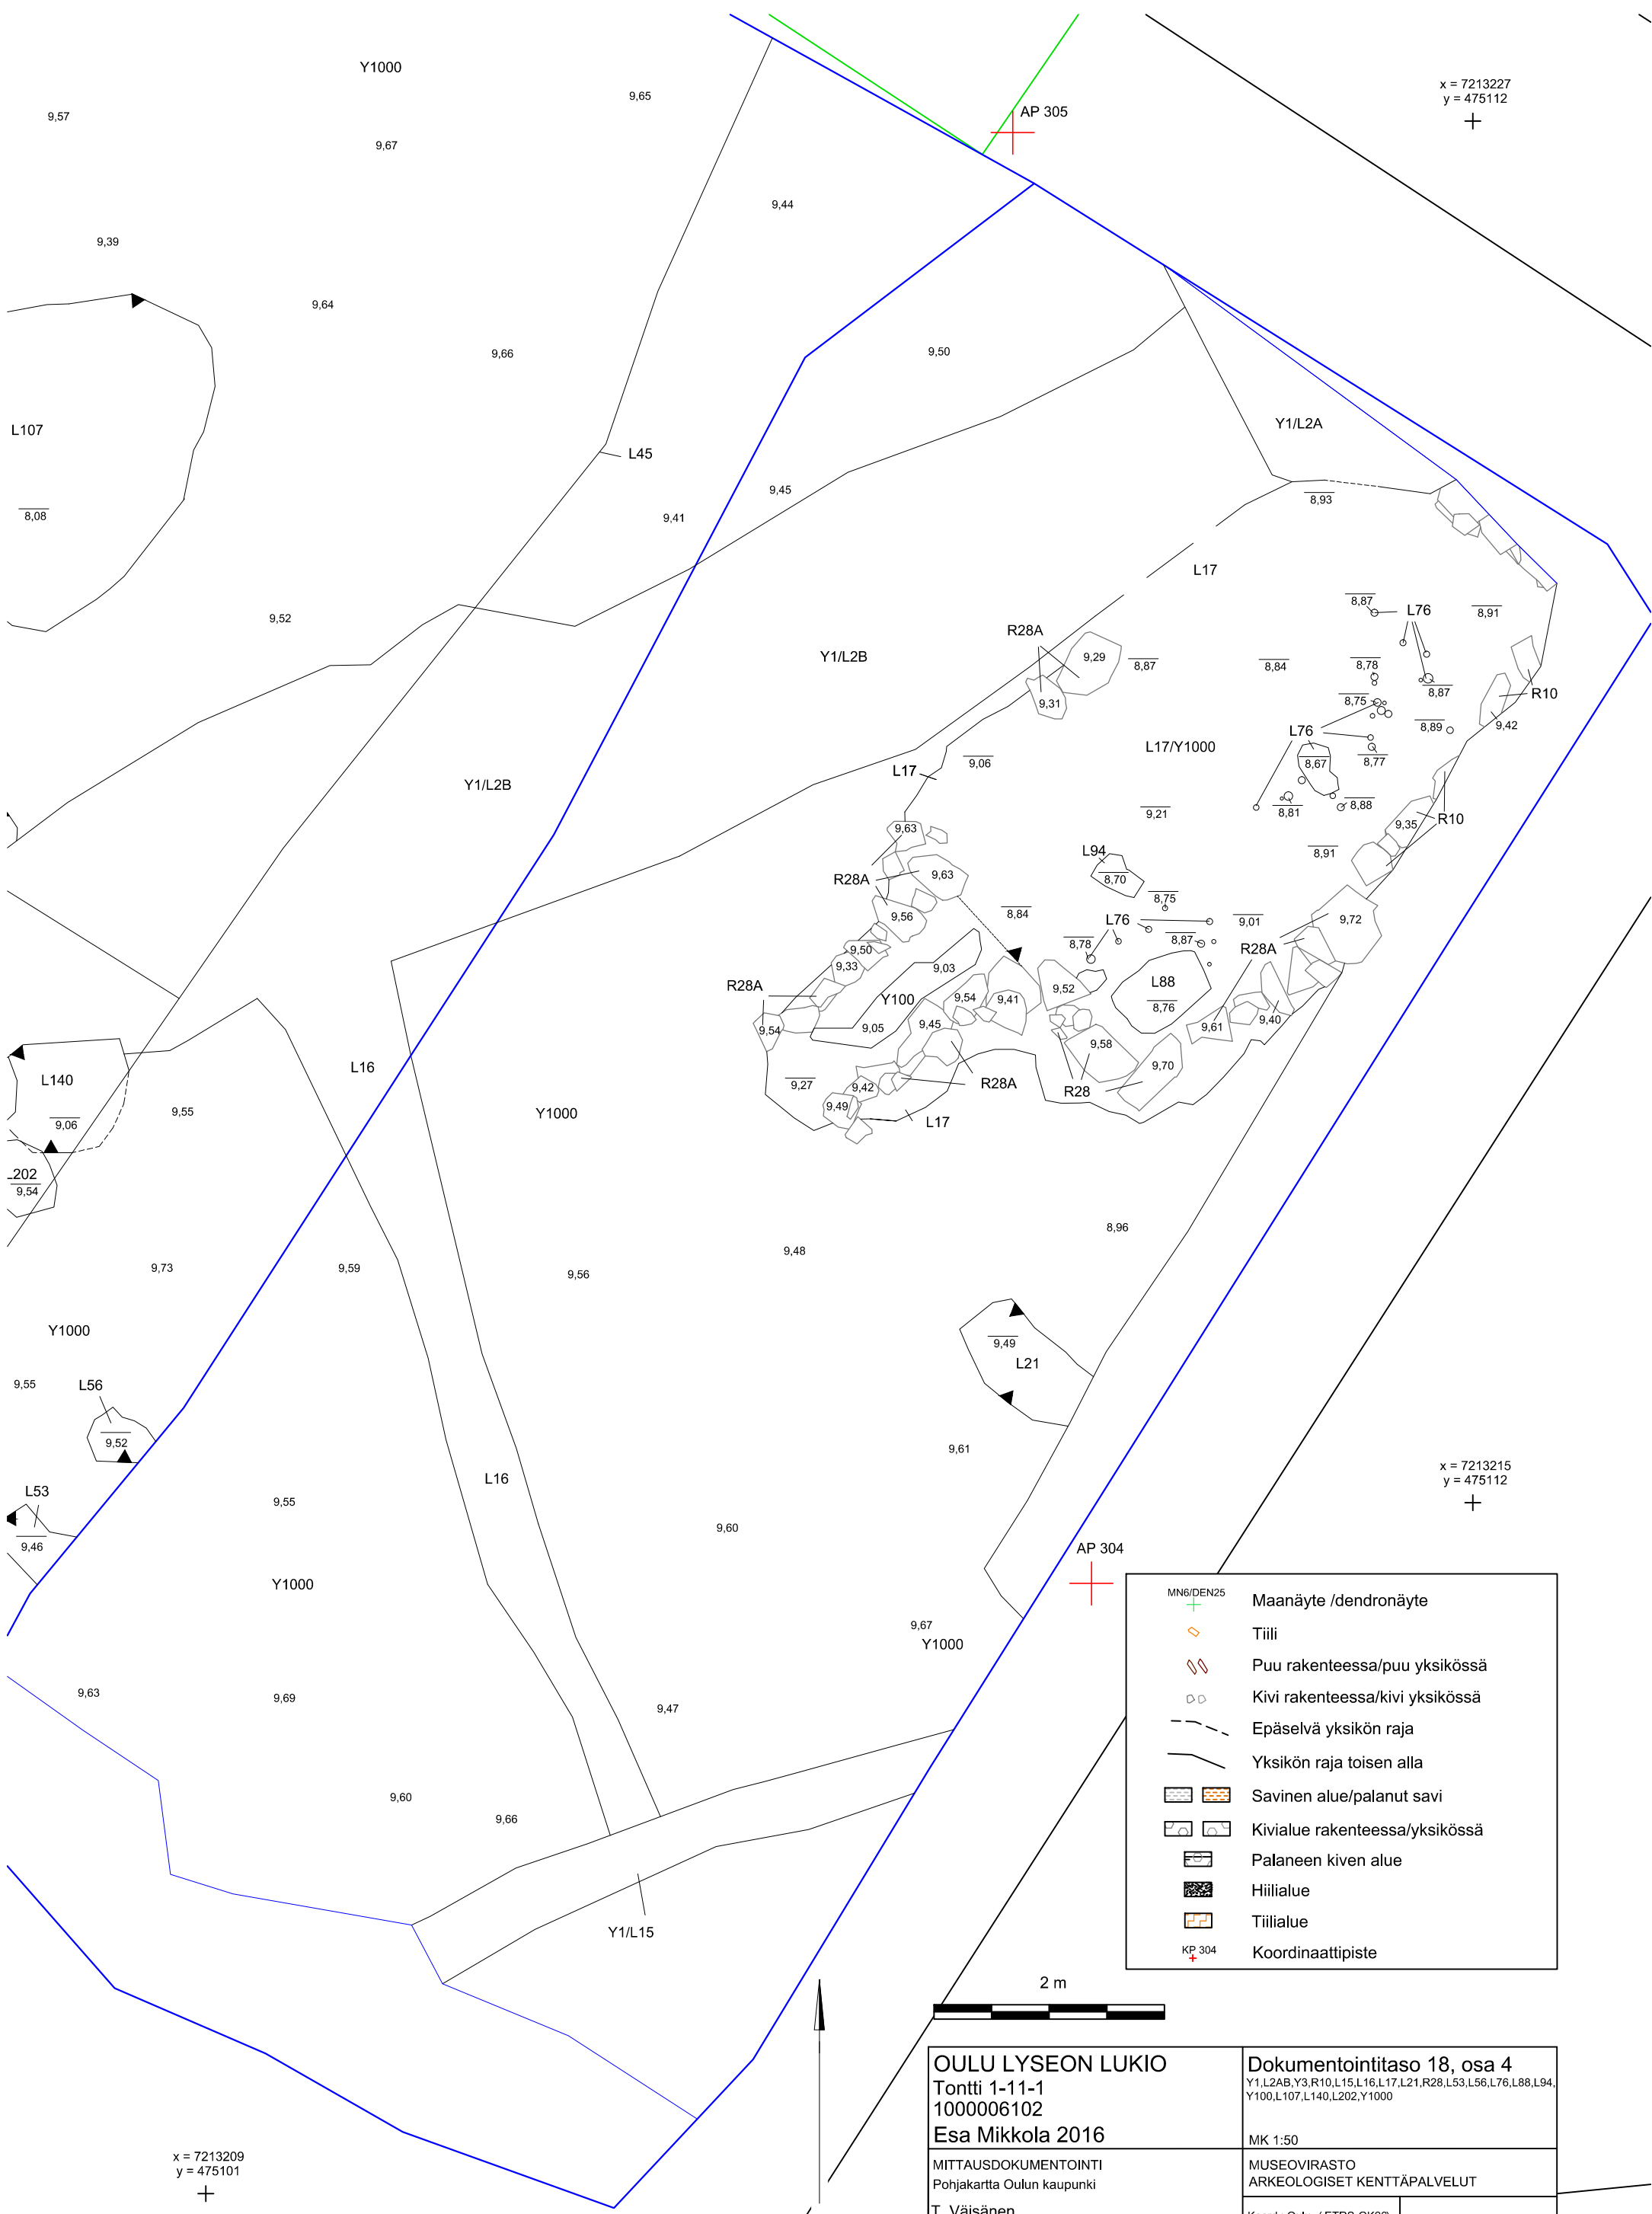 Y1000
x = 7213227
y = 475112
9,65
AP 305
9,57
9,67
9,44
9,39
9,64
9,66
9,50
L107
Y1/L2A
L45
9,45
8,93
8,08
9,41
L17
9,52
8,87
L76
8,91
R28A
Y1/L2B
9,29
8,87
8,84
8,78
8,87
R10
9,31
8,75
8,89
9,42
L76
L17/Y1000
9,06
L17
8,67
8,77
Y1/L2B
9,21
8,81
8,88
9,35
R10
9,63
L94
8,91
R28A
9,63
8,70
8,75
9,56
8,84
L76
9,01
9,72
8,78
8,87
R28A
9,50
9,33
9,03
R28A
L88
9,52
Y100
9,54
9,41
8,76
9,54
9,05
9,45
9,61
9,40
9,58
L16
9,70
L140
9,27
9,42
R28A
R28
9,55
Y1000
9,49
L17
9,06
202
9,54
8,96
9,48
9,73
9,59
9,56
Y1000
9,49
L21
9,55
L56
9,52
9,61
L16
x = 7213215
y = 475112
L53
9,55
9,46
9,60
AP 304
Y1000
9,67
Y1000
9,63
9,69
9,47
9,60
9,66
Y1/L15
MN6/DEN25
Maanäyte /dendronäyte
Tiili
Puu rakenteessa/puu yksikössä
Kivi rakenteessa/kivi yksikössä
Epäselvä yksikön raja
Yksikön raja toisen alla
Savinen alue/palanut savi
Kivialue rakenteessa/yksikössä
Palaneen kiven alue
Hiilialue
Tiilialue
KP 304
Koordinaattipiste
2 m
OULU LYSEON LUKIO
Tontti 1-11-1
1000006102
Esa Mikkola 2016
Dokumentointitaso 18, osa 4
Y1,L2AB,Y3,R10,L15,L16,L17,L21,R28,L53,L56,L76,L88,L94,
Y100,L107,L140,L202,Y1000
MK 1:50
MITTAUSDOKUMENTOINTI
Pohjakartta Oulun kaupunki
T. Väisänen
MUSEOVIRASTO
ARKEOLOGISET KENTTÄPALVELUT
x = 7213209
y = 475101